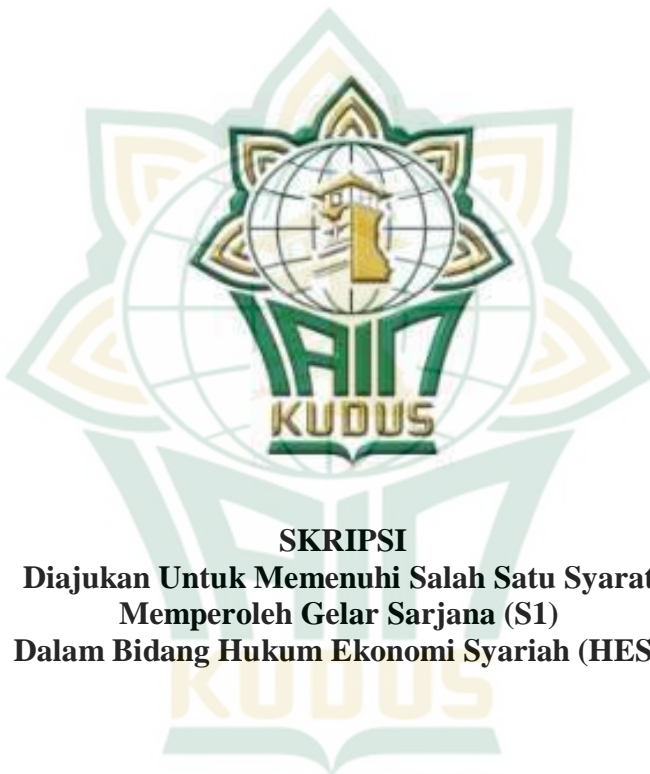 IAIN
KUDUS
SKRIPSI
Diajukan Untuk Memenuhi Salah Satu Syarat
Memperoleh Gelar Sarjana (S1)
Dalam Bidang Hukum Ekonomi Syariah (HES
KUDUS